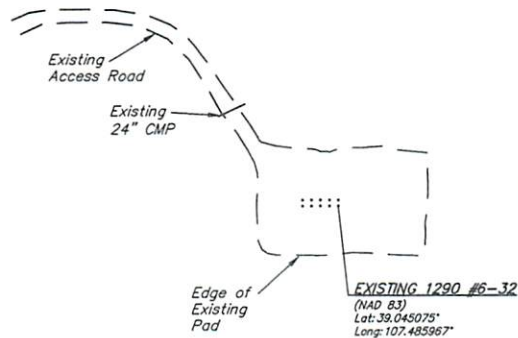 Existing
Access Road
Existing
24" CMP
Edge of
Existing
Pad
EXISTING 1290 #6-32
(NAD 83)
Lat: 39.045075°
Long: 107.485967°